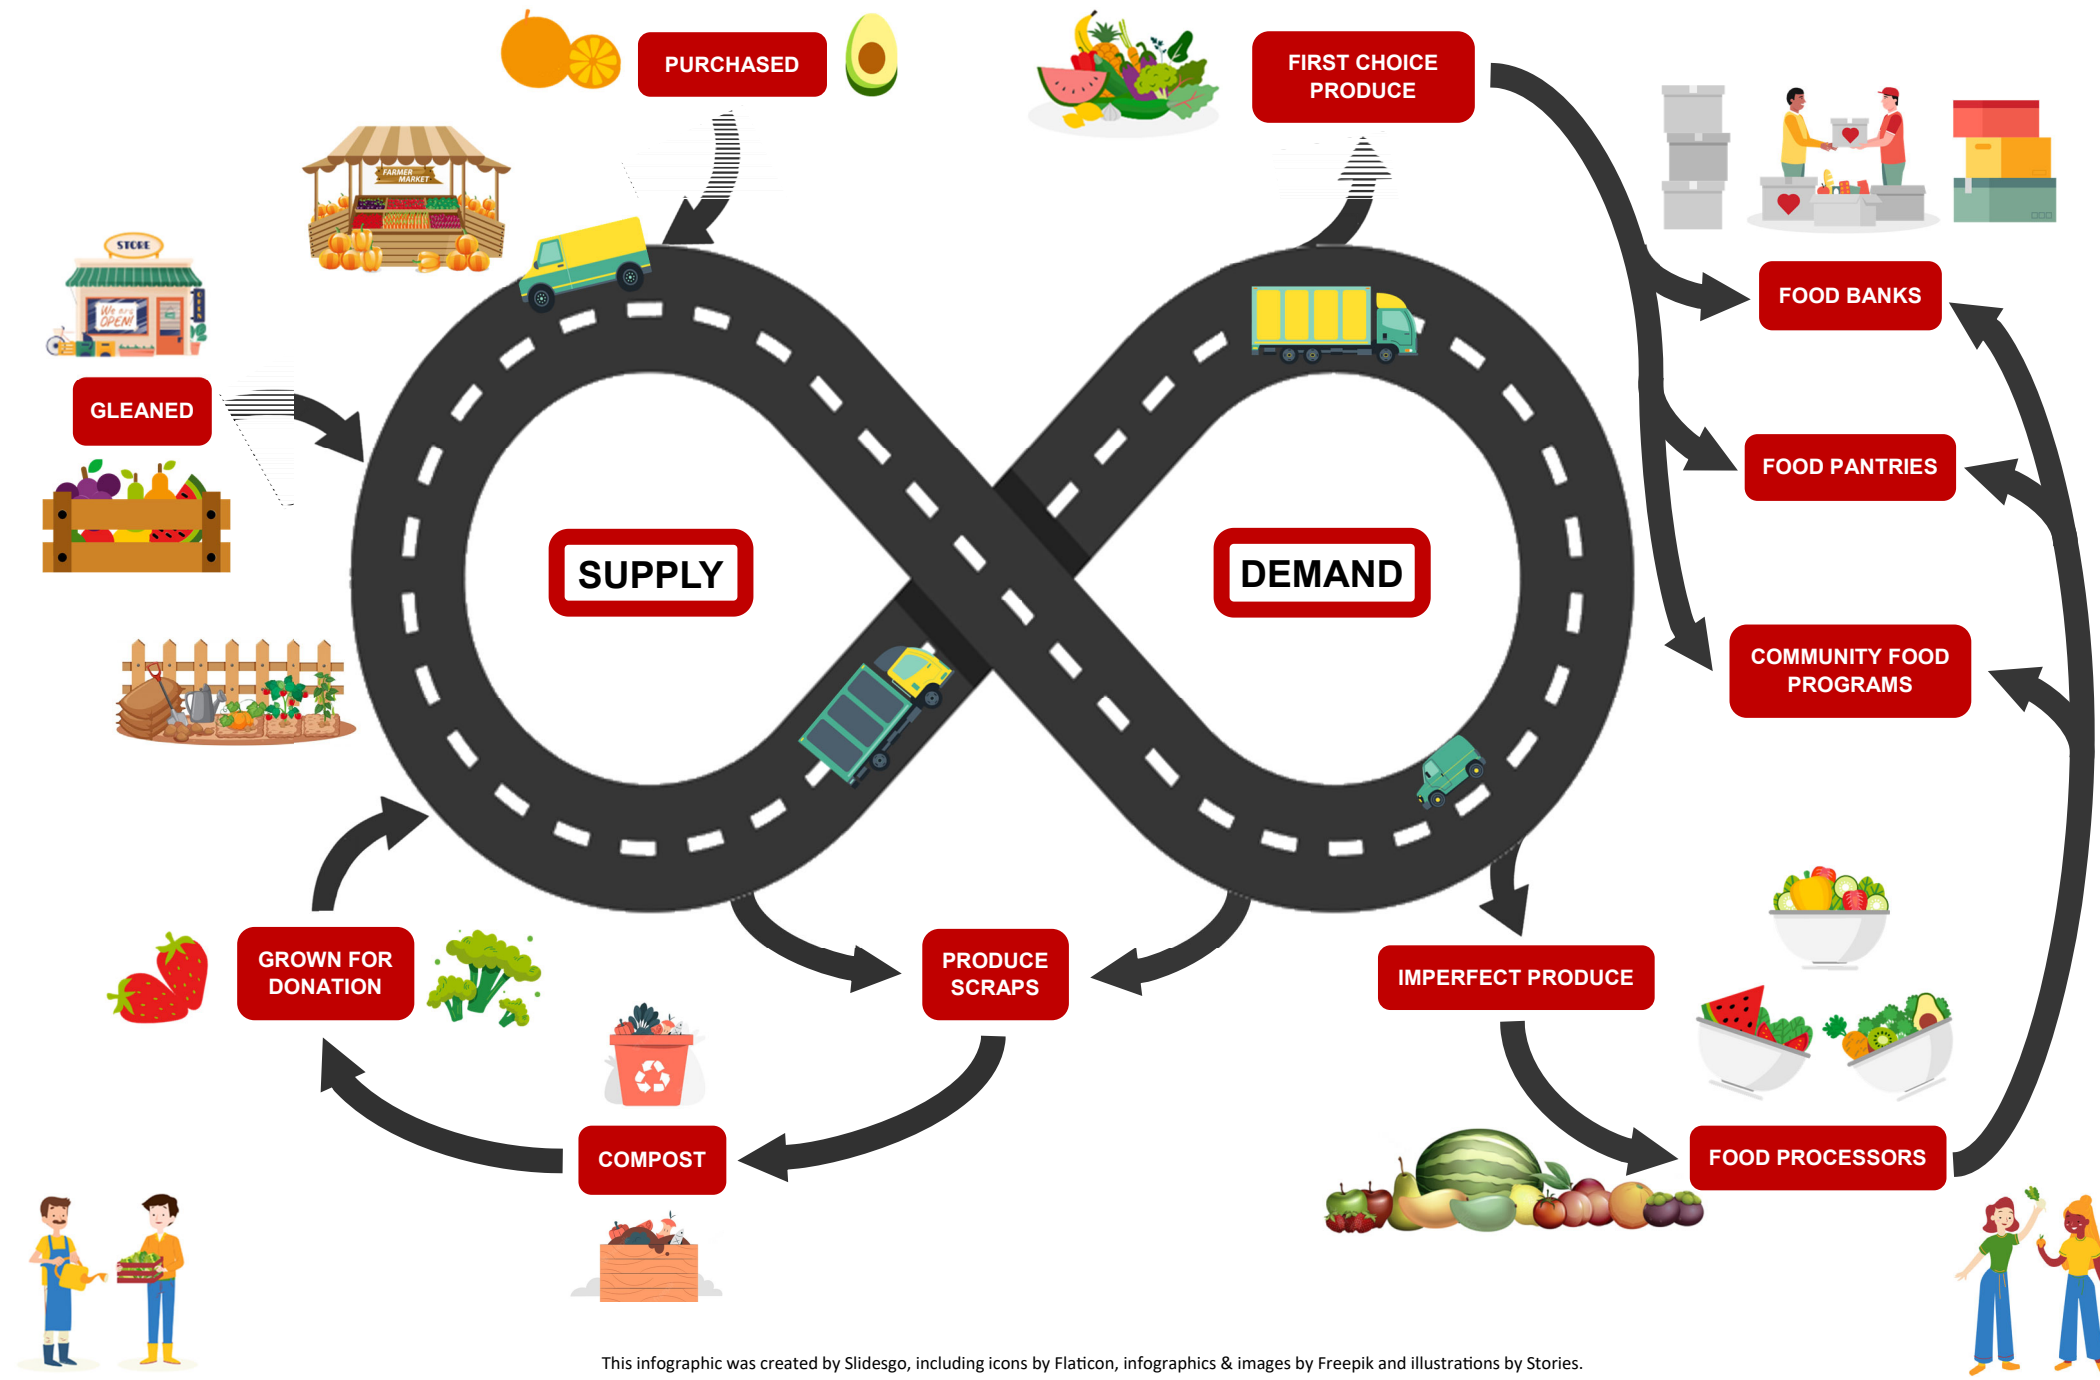 PURCHASED
FIRST CHOICE
PRODUCE
FARMER
MARKET
STORE
We are
OPEN!
OPEN
GLEANED
FOOD BANKS
FOOD PANTRIES
SUPPLY
DEMAND
COMMUNITY FOOD
PROGRAMS
GROWN FOR
DONATION
PRODUCE
SCRAPS
IMPERFECT PRODUCE
COMPOST
FOOD PROCESSORS
This infographic was created by Slidesgo, including icons by Flaticon, infographics & images by Freepik and illustrations by Stories.